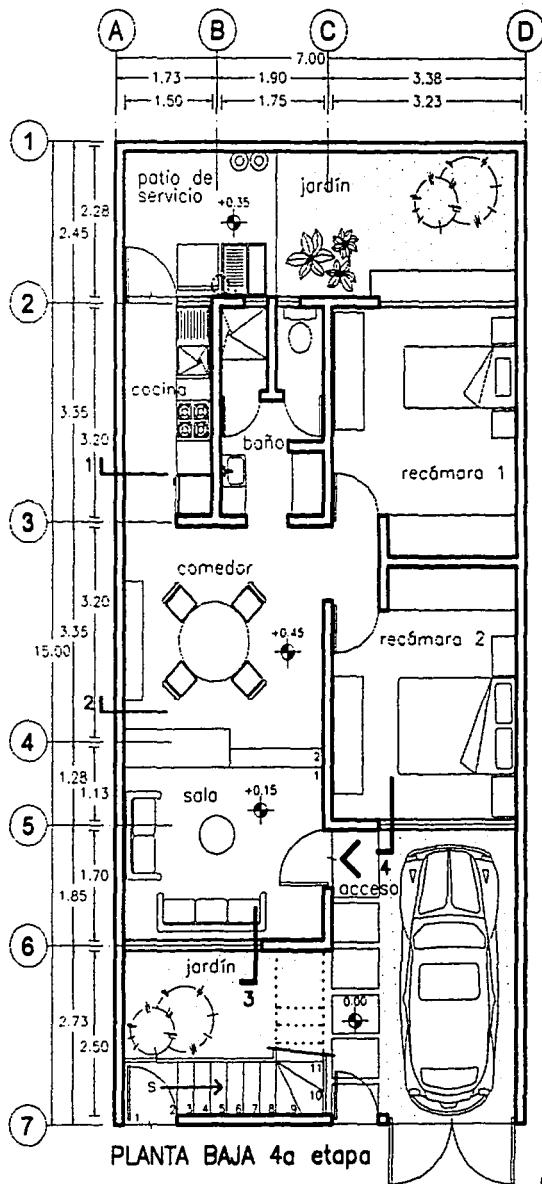 A B C D
7.00
1.73 1.90 3.38
1.50 1.75 3.23
1
patio de
servicio
jardín
+0.35
2.28
2.45
2
cocina
3.35
3.20
baño
1
recámara 1
3
comedor
3.20
3.35
+0.45
15.00
recámara 2
2
4
2
1
1.28
1.13
sala
+0.15
5
4
acceso
1.70
1.85
6
jardín
3
0.00
2.73
2.50
11
10
S
1 2 3 4 5 6 7 8 9
7
PLANTA BAJA 4a etapa